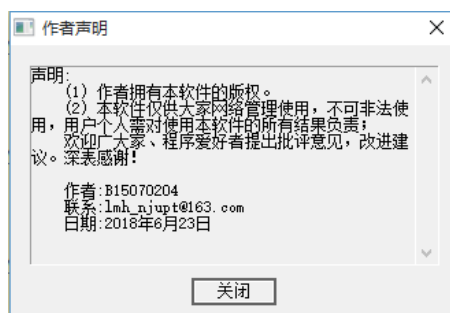 作者声明
声明:
(1) 作者拥有本软件的版权。
(2) 本软件仅供大家网络管理使用，不可非法使
用，用户个人需对使用本软件的所有结果负责；
欢迎广大家、程序爱好者提出批评意见，改进建
议。深表感谢！
作者:B15070204
联系:lmh_njupt@163.com
日期:2018年6月23日
关闭